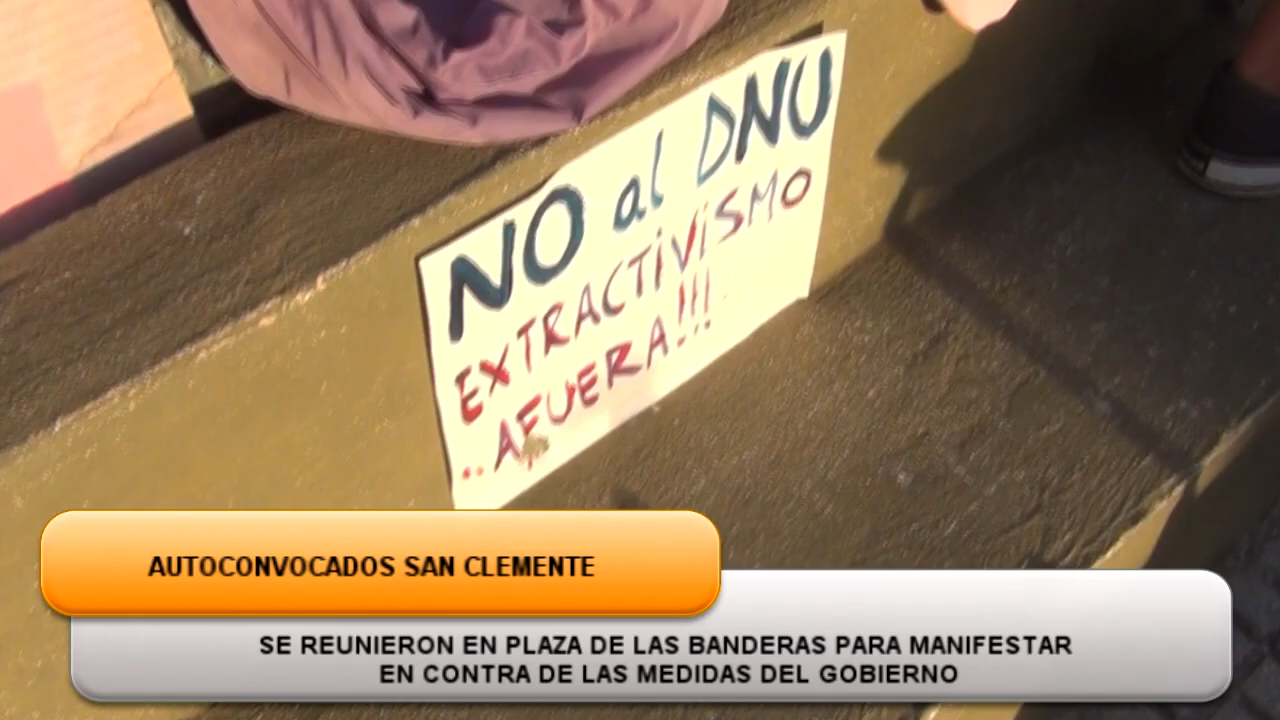 NO al DNU
EXTRACTIVISMO
..AFUERA!!!
AUTOCONVOCADOS SAN CLEMENTE
SE REUNIERON EN PLAZA DE LAS BANDERAS PARA MANIFESTAR
EN CONTRA DE LAS MEDIDAS DEL GOBIERNO